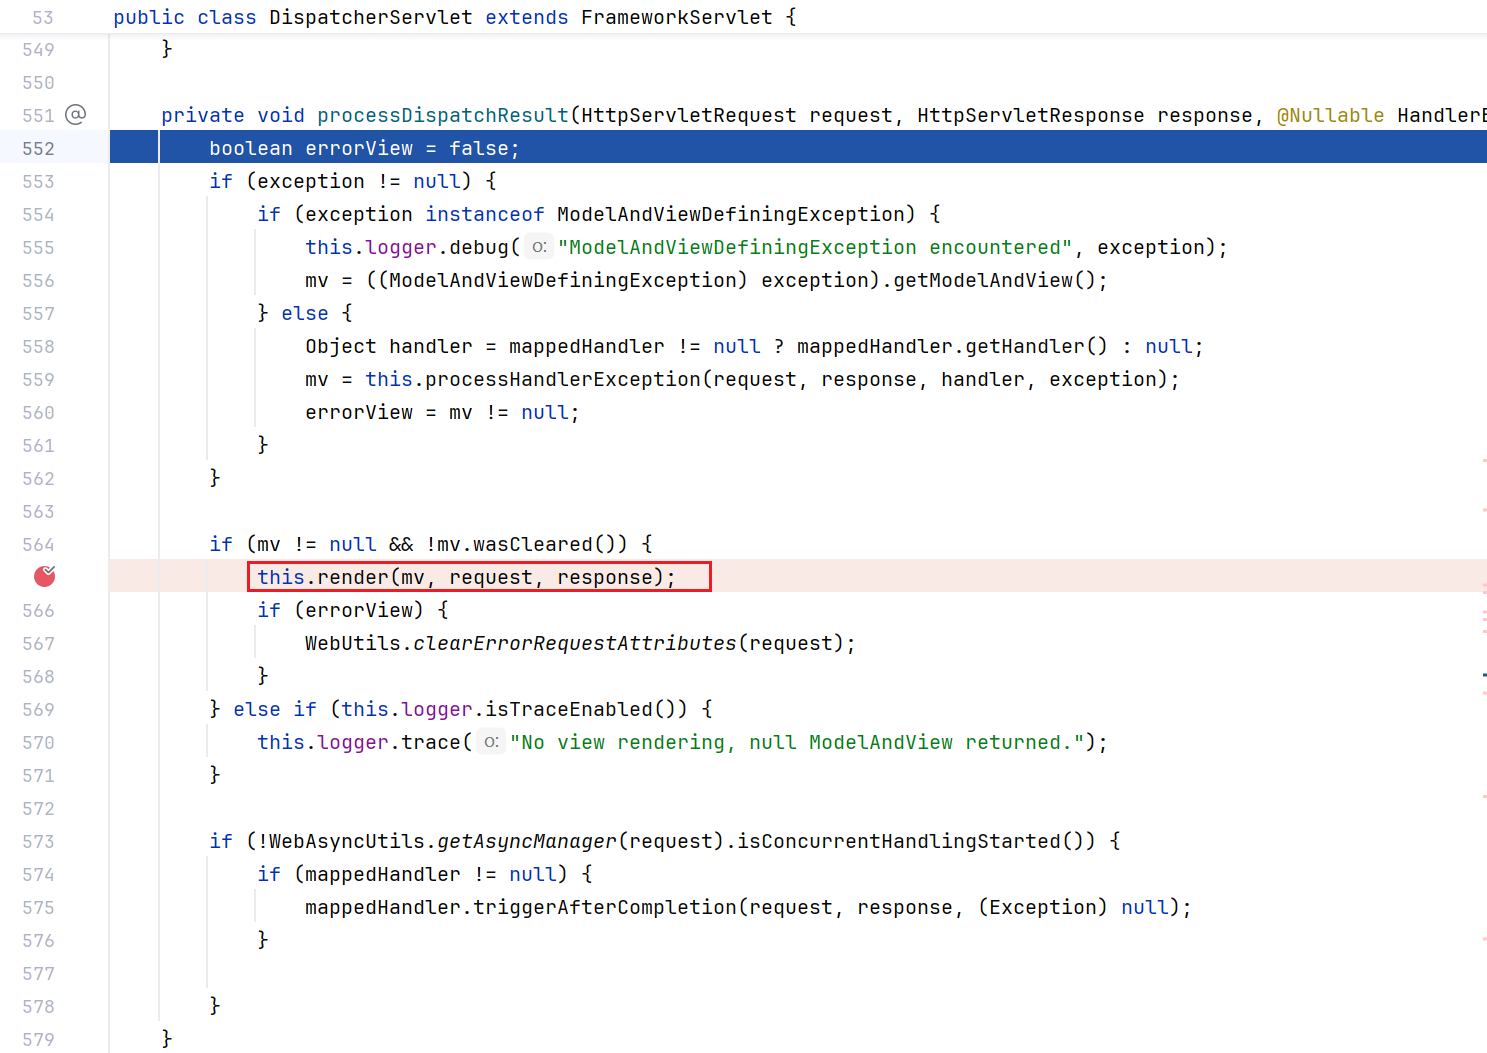 53 public class DispatcherServlet extends FrameworkServlet {
549 }
550
551 @ private void processDispatchResult(HttpServletRequest request, HttpServletResponse response, @Nullable HandlerE
552 boolean errorView = false;
553 if (exception != null) {
554 if (exception instanceof ModelAndViewDefiningException) {
555 this.logger.debug( o: "ModelAndViewDefiningException encountered", exception);
556 mv = ((ModelAndViewDefiningException) exception).getModelAndView();
557 } else {
558 Object handler = mappedHandler != null ? mappedHandler.getHandler() : null;
559 mv = this.processHandlerException(request, response, handler, exception);
560 errorView = mv != null;
561 }
562 }
563
564 if (mv != null && !mv.wasCleared()) {
this.render(mv, request, response);
566 if (errorView) {
567 WebUtils.clearErrorRequestAttributes(request);
568 }
569 } else if (this.logger.isTraceEnabled()) {
570 this.logger.trace( o: "No view rendering, null ModelAndView returned.");
571 }
572
573 if (!WebAsyncUtils.getAsyncManager(request).isConcurrentHandlingStarted()) {
574 if (mappedHandler != null) {
575 mappedHandler.triggerAfterCompletion(request, response, (Exception) null);
576 }
577
578 }
579 }